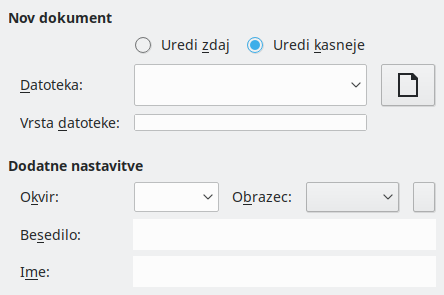 Nov dokument
Uredi zdaj Uredi kasneje
Datoteka:
Vrsta datoteke:
Dodatne nastavitve
Okvir: Obrazec:
Besedilo:
Ime: